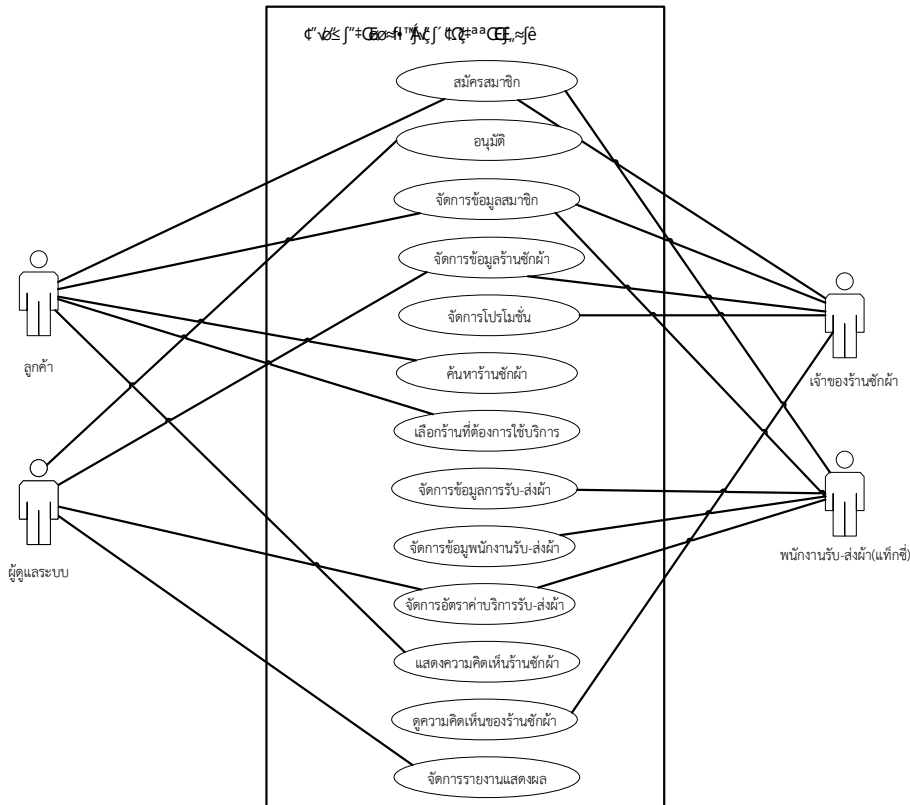 สมัครสมาชิก
อนุมัติ
จัดการข้อมูลสมาชิก
จัดการข้อมูลร้านซักผ้า
จัดการโปรโมชั่น
ค้นหาร้านซักผ้า
เลือกร้านที่ต้องการใช้บริการ
จัดการข้อมูลการรับ-ส่งผ้า
จัดการข้อมูพนักงานรับ-ส่งผ้า
จัดการอัตราค่าบริการรับ-ส่งผ้า
แสดงความคิดเห็นร้านซักผ้า
ดูความคิดเห็นของร้านซักผ้า
จัดการรายงานแสดงผล
ลูกค้า
ผู้ดูแลระบบ
เจ้าของร้านซักผ้า
พนักงานรับ-ส่งผ้า(แท็กซี่)